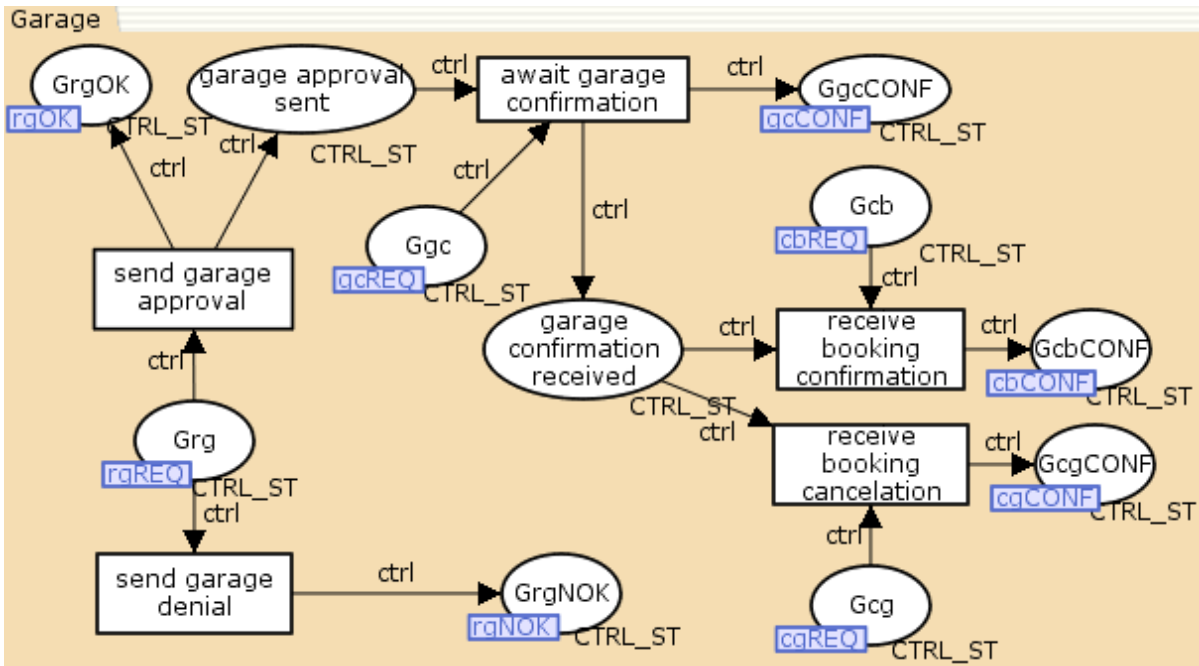 Garage
GrgOK
rgOK
CTRL_ST
ctrl
garage approval
sent
CTRL_ST
ctrl
ctrl
await garage
confirmation
ctrl
GgcCONF
gcCONF
CTRL_ST
ctrl
Ggc
gcREQ
CTRL_ST
ctrl
Gcb
cbREQ
CTRL_ST
ctrl
send garage
approval
ctrl
garage
confirmation
received
CTRL_ST
ctrl
receive
booking
confirmation
ctrl
GcbCONF
cbCONF
CTRL_ST
ctrl
receive
booking
cancelation
ctrl
GcgCONF
cgCONF
CTRL_ST
Grg
rgREQ
CTRL_ST
ctrl
send garage
denial
ctrl
GrgNOK
rgNOK
CTRL_ST
ctrl
Gcg
cgREQ
CTRL_ST